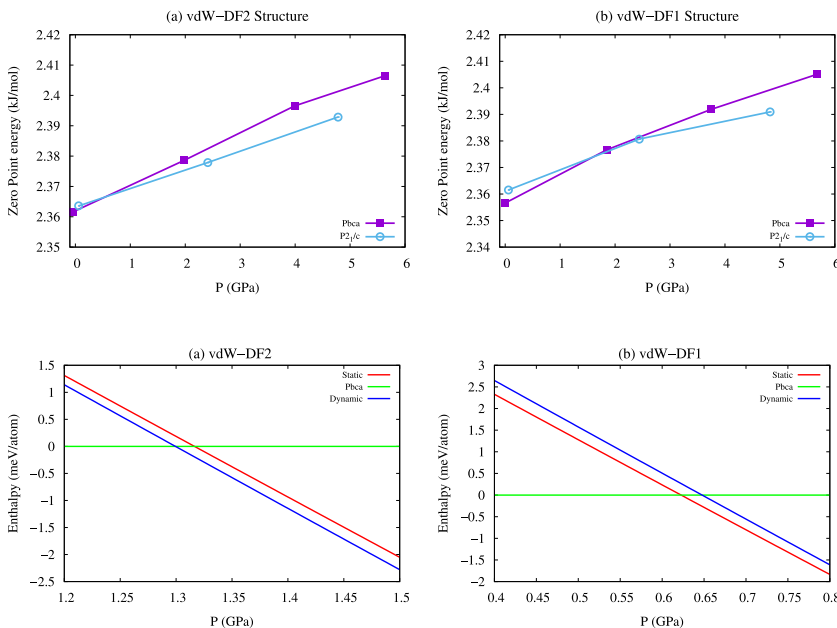 (a) vdW−DF2 Structure
Zero Point energy (kJ/mol)
2.42
2.41
2.4
2.39
2.38
2.37
2.36
2.35
Pbca
P2₁/c
0 1 2 3 4 5 6
P (GPa)
(b) vdW−DF1 Structure
Zero Point energy (kJ/mol)
2.42
2.41
2.4
2.39
2.38
2.37
2.36
2.35
2.34
Pbca
P2₁/c
0 1 2 3 4 5 6
P (GPa)
(a) vdW−DF2
Enthalpy (meV/atom)
1.5
1
0.5
0
−0.5
−1
−1.5
−2
−2.5
Static
Pbca
Dynamic
1.2 1.25 1.3 1.35 1.4 1.45 1.5
P (GPa)
(b) vdW−DF1
Enthalpy (meV/atom)
3
2.5
2
1.5
1
0.5
0
−0.5
−1
−1.5
−2
Static
Pbca
Dynamic
0.4 0.45 0.5 0.55 0.6 0.65 0.7 0.75 0.8
P (GPa)